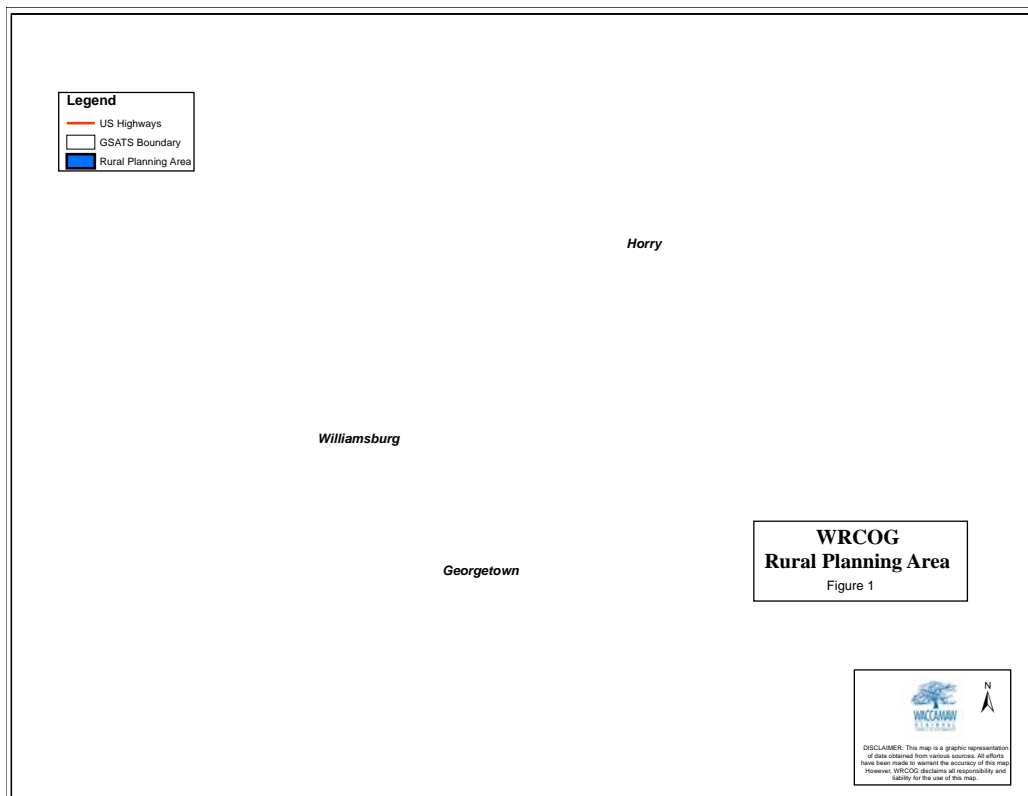 Legend
US Highways
GSATS Boundary
Rural Planning Area
Horry
Williamsburg
Georgetown
WRCOG
Rural Planning Area
Figure 1
N
WACCAMAW
REGIONAL
DISCLAIMER: This map is a graphic representation
of data obtained from various sources. All efforts
have been made to warrant the accuracy of this map.
However, WRCOG disclaims all responsibility and
liability for the use of this map.